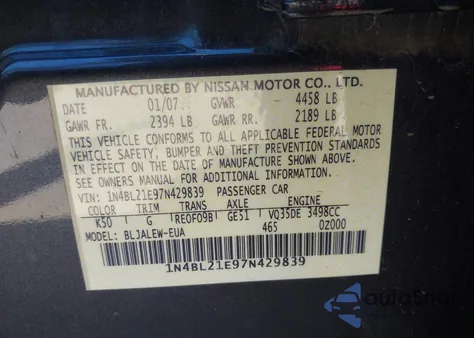 MANUFACTURED BY NISSAN MOTOR CO., LTD.
DATE 01/07 GVWR 4458 LB
GAWR FR. 2394 LB GAWR RR. 2189 LB
THIS VEHICLE CONFORMS TO ALL APPLICABLE FEDERAL MOTOR
VEHICLE SAFETY, BUMPER AND THEFT PREVENTION STANDARDS
IN EFFECT ON THE DATE OF MANUFACTURE SHOWN ABOVE.
SEE OWNERS MANUAL FOR ADDITIONAL INFORMATION
VIN: 1N4BL21E97N429839 PASSENGER CAR
COLOR TRIM TRANS AXLE ENGINE
K50 G RE0F09B GE51 VQ35DE 3498CC
MODEL: BLJALEW-EUA 465 02000
1N4BL21E97N429839